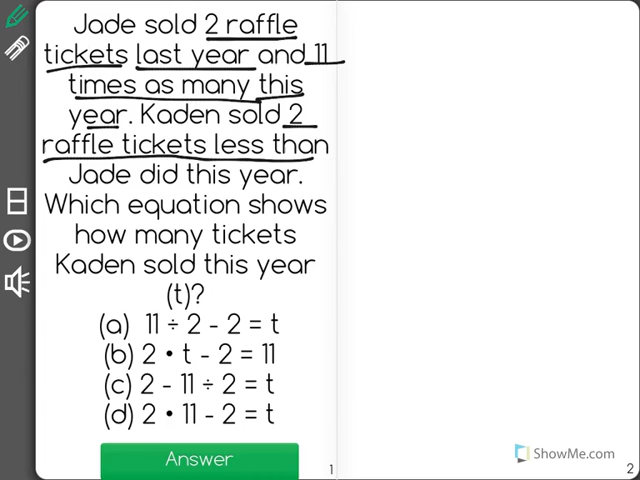 Jade sold 2 raffle
tickets last year and 11
times as many this
year. Kaden sold 2
raffle tickets less than
Jade did this year.
Which equation shows
how many tickets
Kaden sold this year
(t)?
(a) 11 ÷ 2 - 2 = t
(b) 2 • t - 2 = 11
(c) 2 - 11 ÷ 2 = t
(d) 2 • 11 - 2 = t
Answer
1
ShowMe.com
2